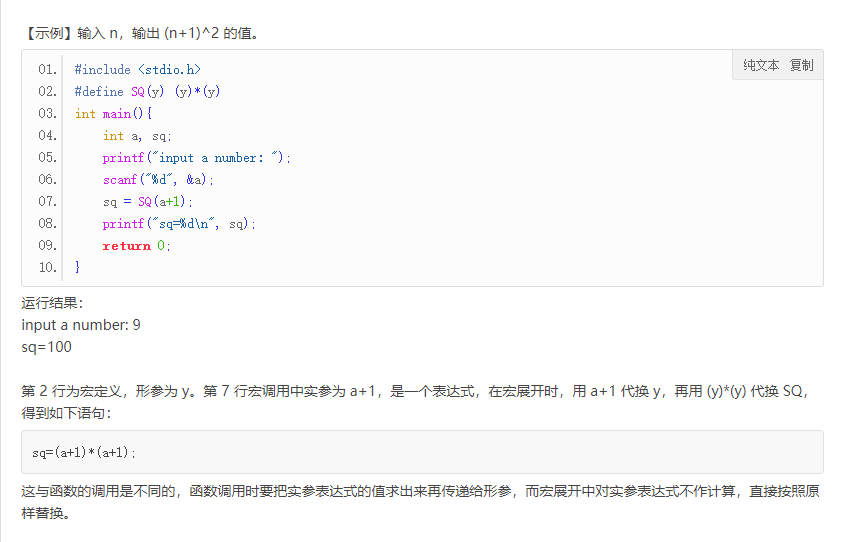 【示例】输入 n，输出 (n+1)^2 的值。
纯文本 复制
01. #include <stdio.h>
02. #define SQ(y) (y)*(y)
03. int main(){
04.     int a, sq;
05.     printf("input a number: ");
06.     scanf("%d", &a);
07.     sq = SQ(a+1);
08.     printf("sq=%d\n", sq);
09.     return 0;
10. }
运行结果：
input a number: 9
sq=100
第 2 行为宏定义，形参为 y。第 7 行宏调用中实参为 a+1，是一个表达式，在宏展开时，用 a+1 代换 y，再用 (y)*(y) 代换 SQ，
得到如下语句：
sq=(a+1)*(a+1);
这与函数的调用是不同的，函数调用时要把实参表达式的值求出来再传递给形参，而宏展开中对实参表达式不作计算，直接按照原
样替换。